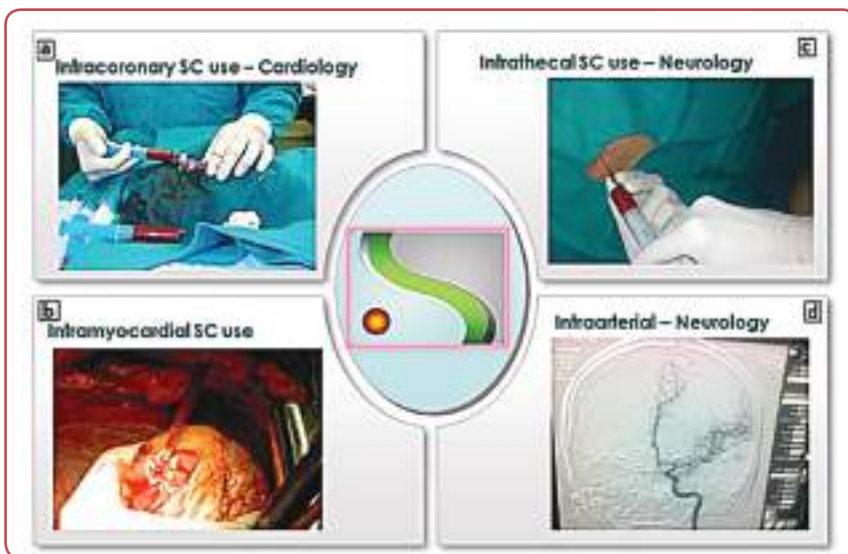 a
Intracoronary SC use – Cardiology
c
Intrathecal SC use – Neurology
b
Intramyocardial SC use
Intraarterial – Neurology
d